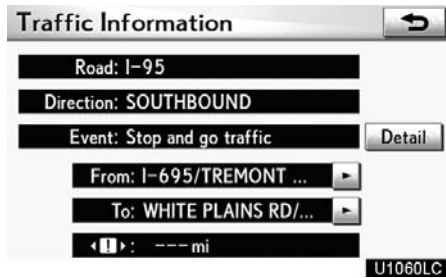 Traffic Information
Road: I-95
Direction: SOUTHBOUND
Event: Stop and go traffic
Detail
From: I-695/TREMONT ...
To: WHITE PLAINS RD/...
!: --- mi
U1060LC